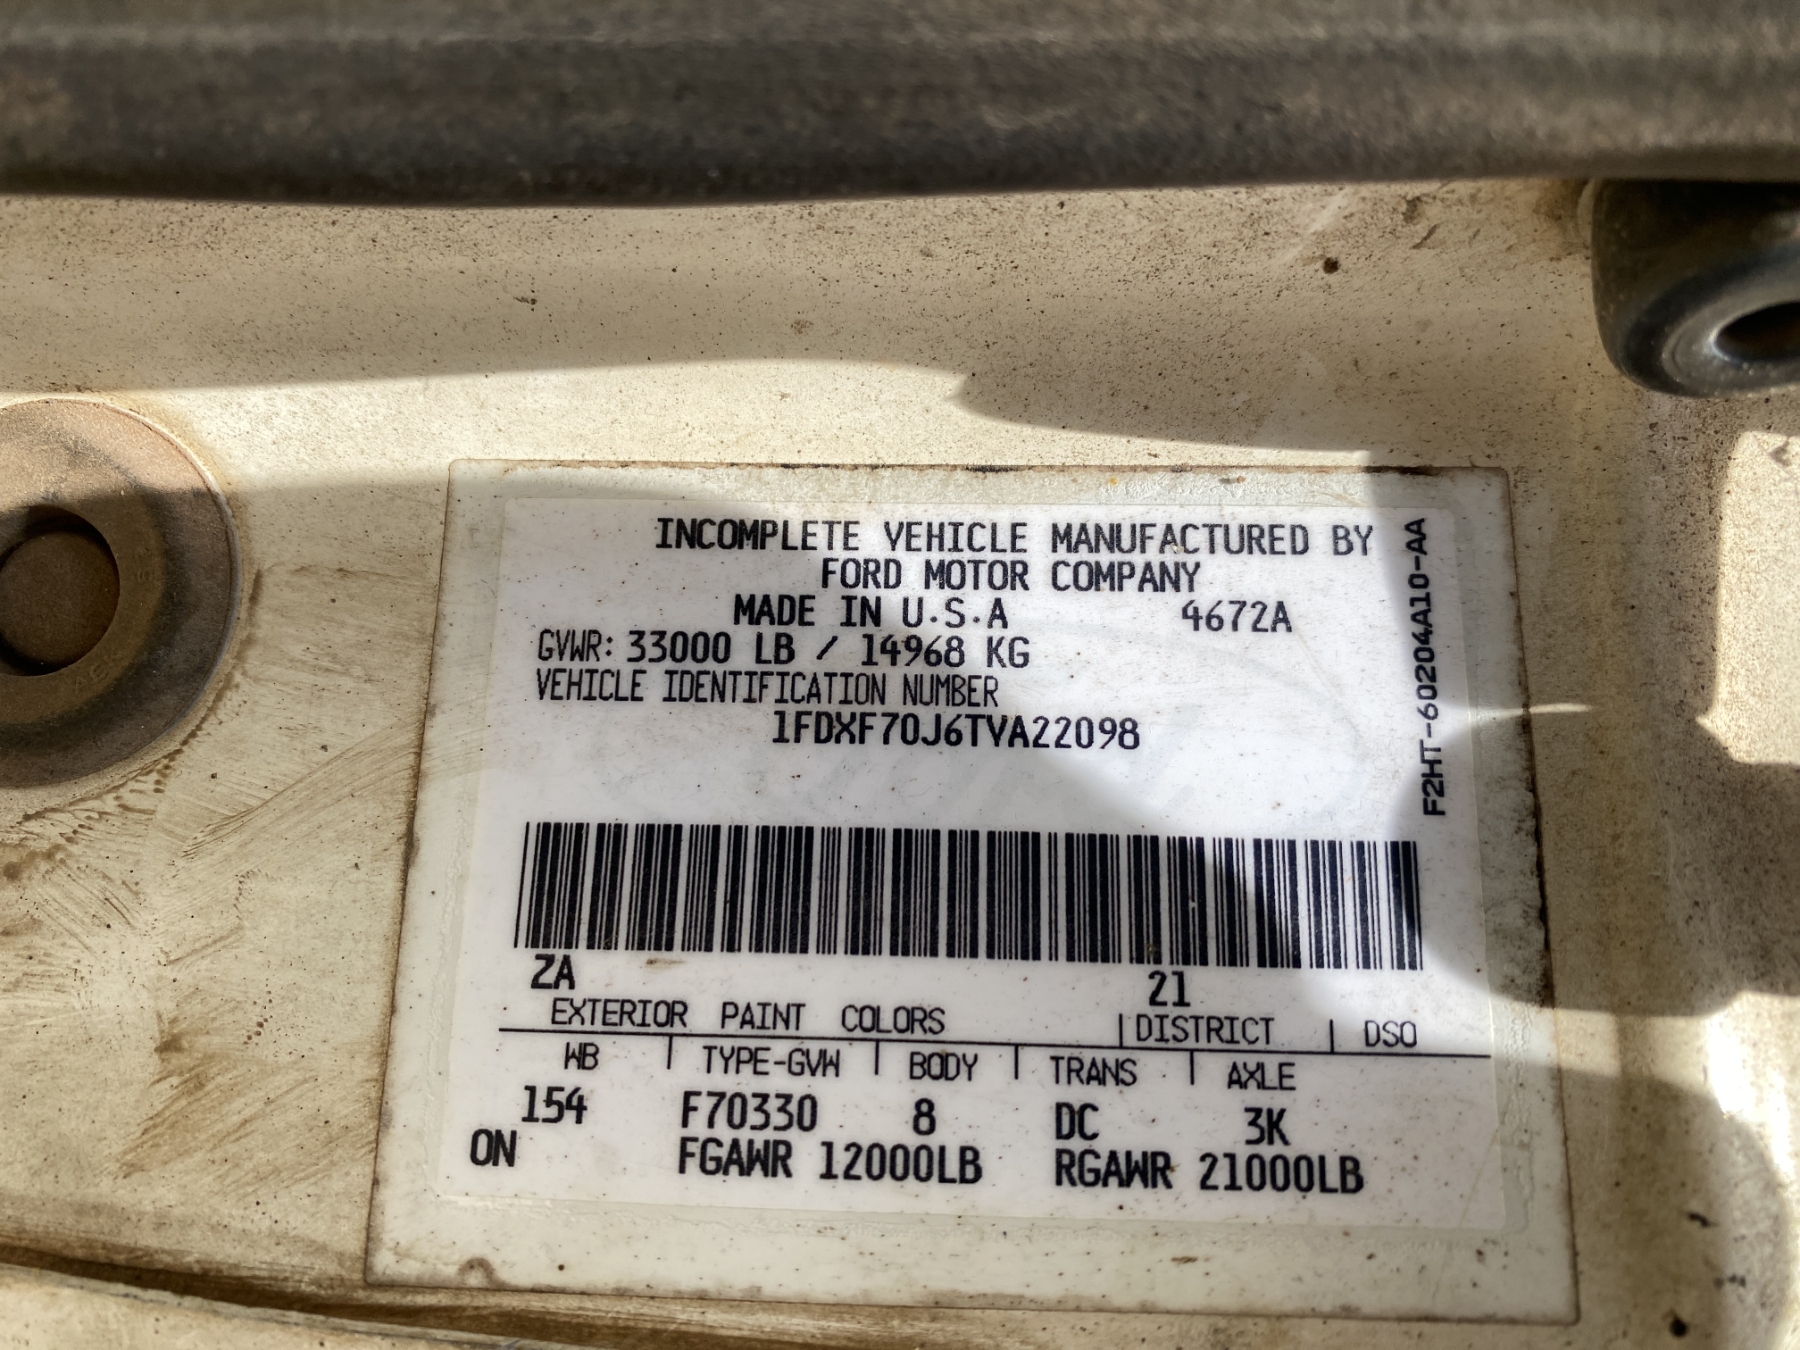 INCOMPLETE VEHICLE MANUFACTURED BY
FORD MOTOR COMPANY
MADE IN U.S.A 4672A
GVWR: 33000 LB / 14968 KG
VEHICLE IDENTIFICATION NUMBER
1FDXF70J6TVA22098
F2HT-60204A10-AA
ZA 21
EXTERIOR PAINT COLORS | DISTRICT | DSO
WB | TYPE-GVW | BODY | TRANS | AXLE
154 F70330 8 DC 3K
ON FGAWR 12000LB RGAWR 21000LB